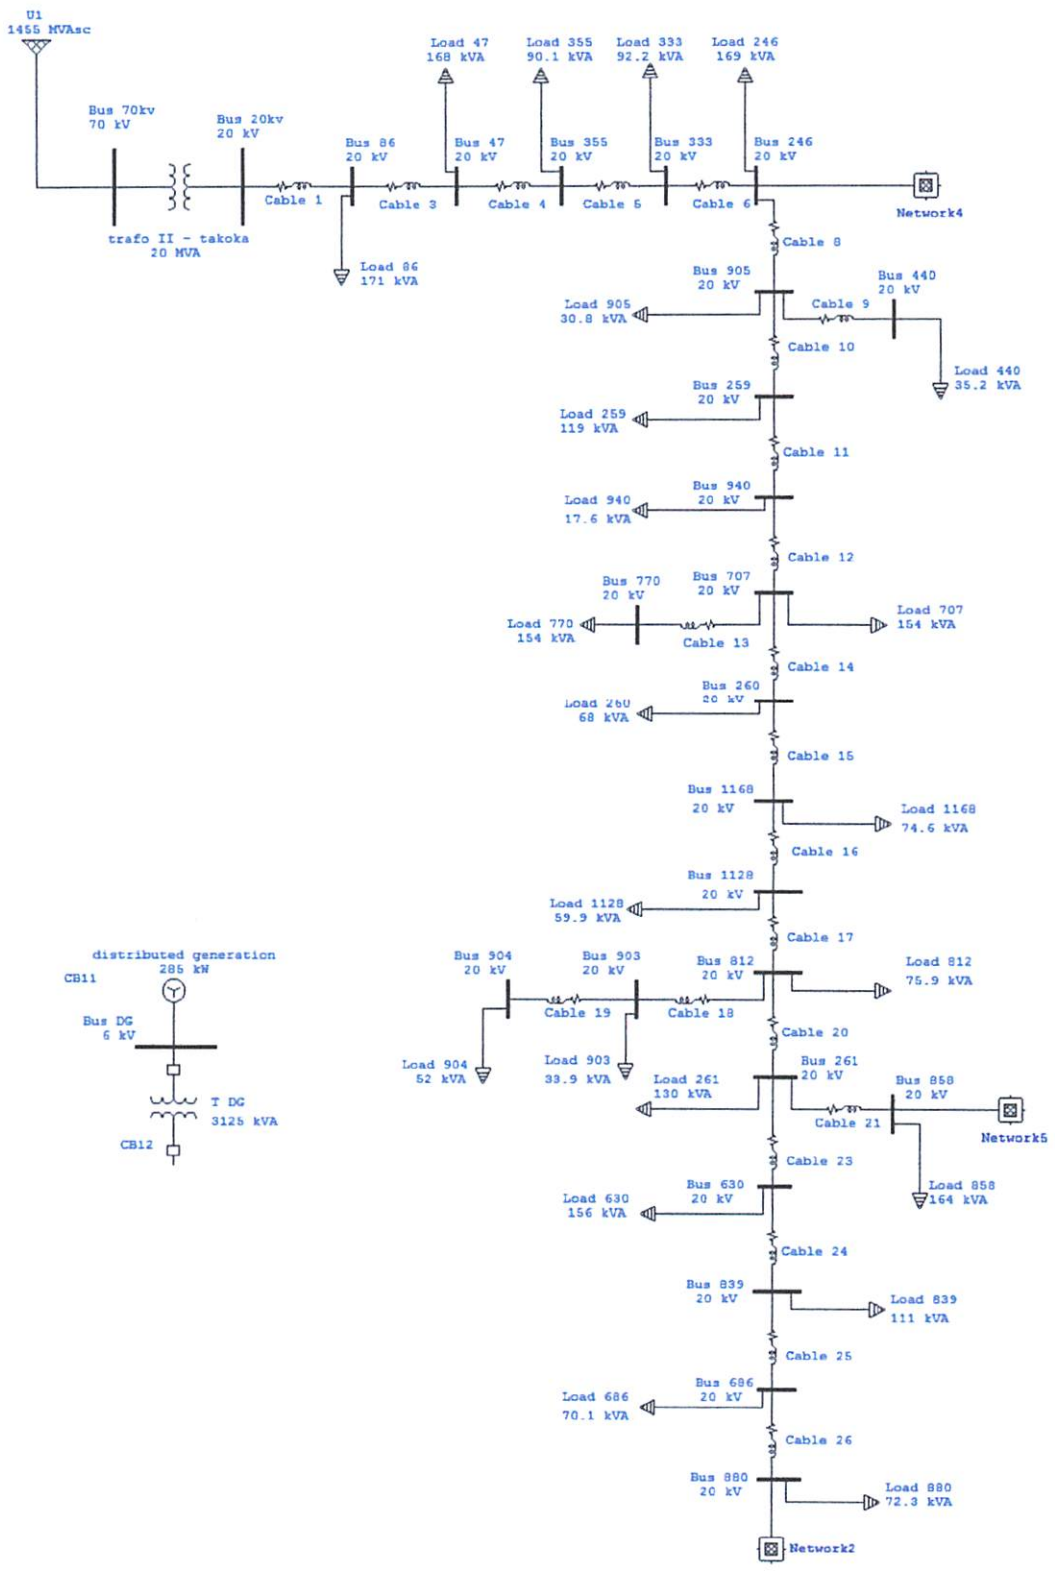 U1
1455 MVAsc
Bus 70kv
70 kV
trafo II - takoka
20 MVA
Bus 20kv
20 kV
Cable 1
Bus 86
20 kV
Load 86
171 kVA
Cable 3
Load 47
168 kVA
Bus 47
20 kV
Cable 4
Load 355
90.1 kVA
Bus 355
20 kV
Cable 5
Load 333
92.2 kVA
Bus 333
20 kV
Cable 6
Load 246
169 kVA
Bus 246
20 kV
Network4
Cable 8
Bus 905
20 kV
Load 905
30.8 kVA
Cable 9
Bus 440
20 kV
Load 440
35.2 kVA
Cable 10
Bus 259
20 kV
Load 259
119 kVA
Cable 11
Bus 940
20 kV
Load 940
17.6 kVA
Cable 12
Bus 707
20 kV
Load 707
154 kVA
Bus 770
20 kV
Load 770
154 kVA
Cable 13
Cable 14
Bus 260
20 kV
Load 260
68 kVA
Cable 15
Bus 1168
20 kV
Load 1168
74.6 kVA
Cable 16
Bus 1128
20 kV
Load 1128
59.9 kVA
Cable 17
Bus 812
20 kV
Load 812
75.9 kVA
Bus 904
20 kV
Cable 19
Load 904
52 kVA
Bus 903
20 kV
Cable 18
Load 903
33.9 kVA
Cable 20
Bus 261
20 kV
Load 261
130 kVA
Cable 21
Bus 858
20 kV
Network5
Load 858
164 kVA
Cable 23
Bus 630
20 kV
Load 630
156 kVA
Cable 24
Bus 839
20 kV
Load 839
111 kVA
Cable 25
Bus 686
20 kV
Load 686
70.1 kVA
Cable 26
Bus 880
20 kV
Load 880
72.3 kVA
Network2
distributed generation
285 kW
CB11
Bus DG
6 kV
T DG
3125 kVA
CB12